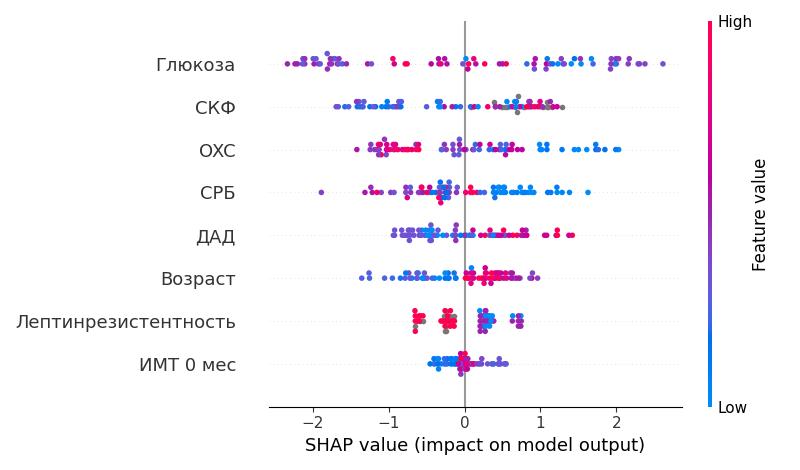 High
Глюкоза
СКФ
ОХС
СРБ
ДАД
Возраст
Лептинрезистентность
ИМТ 0 мес
Feature value
Low
−2 −1 0 1 2
SHAP value (impact on model output)